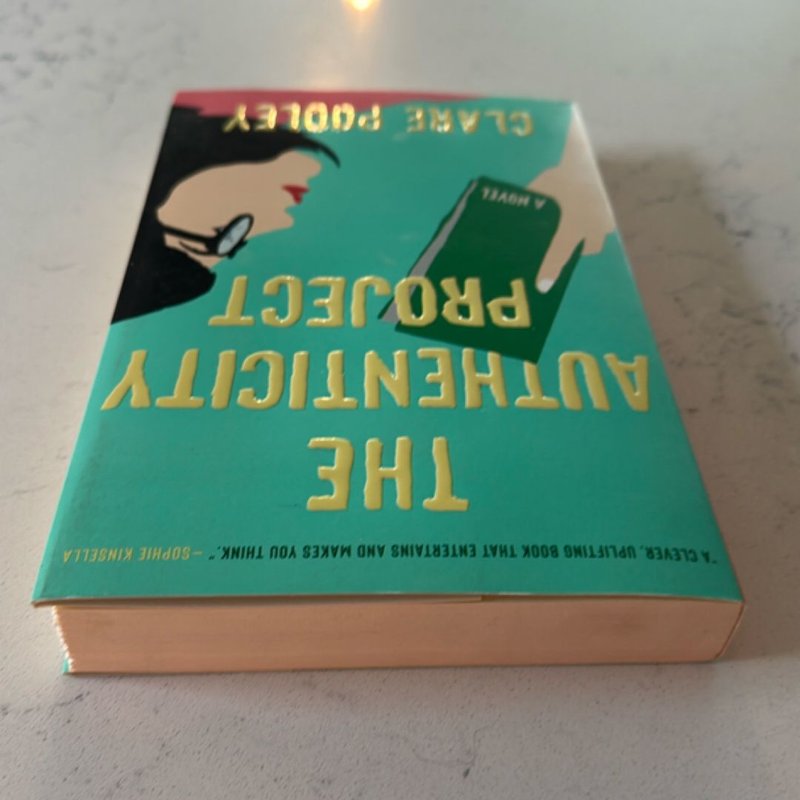 "A CLEVER, UPLIFTING BOOK THAT ENTERTAINS AND MAKES YOU THINK." —SOPHIE KINSELLA
THE
AUTHENTICITY
PROJECT
A NOVEL
CLARE POOLEY